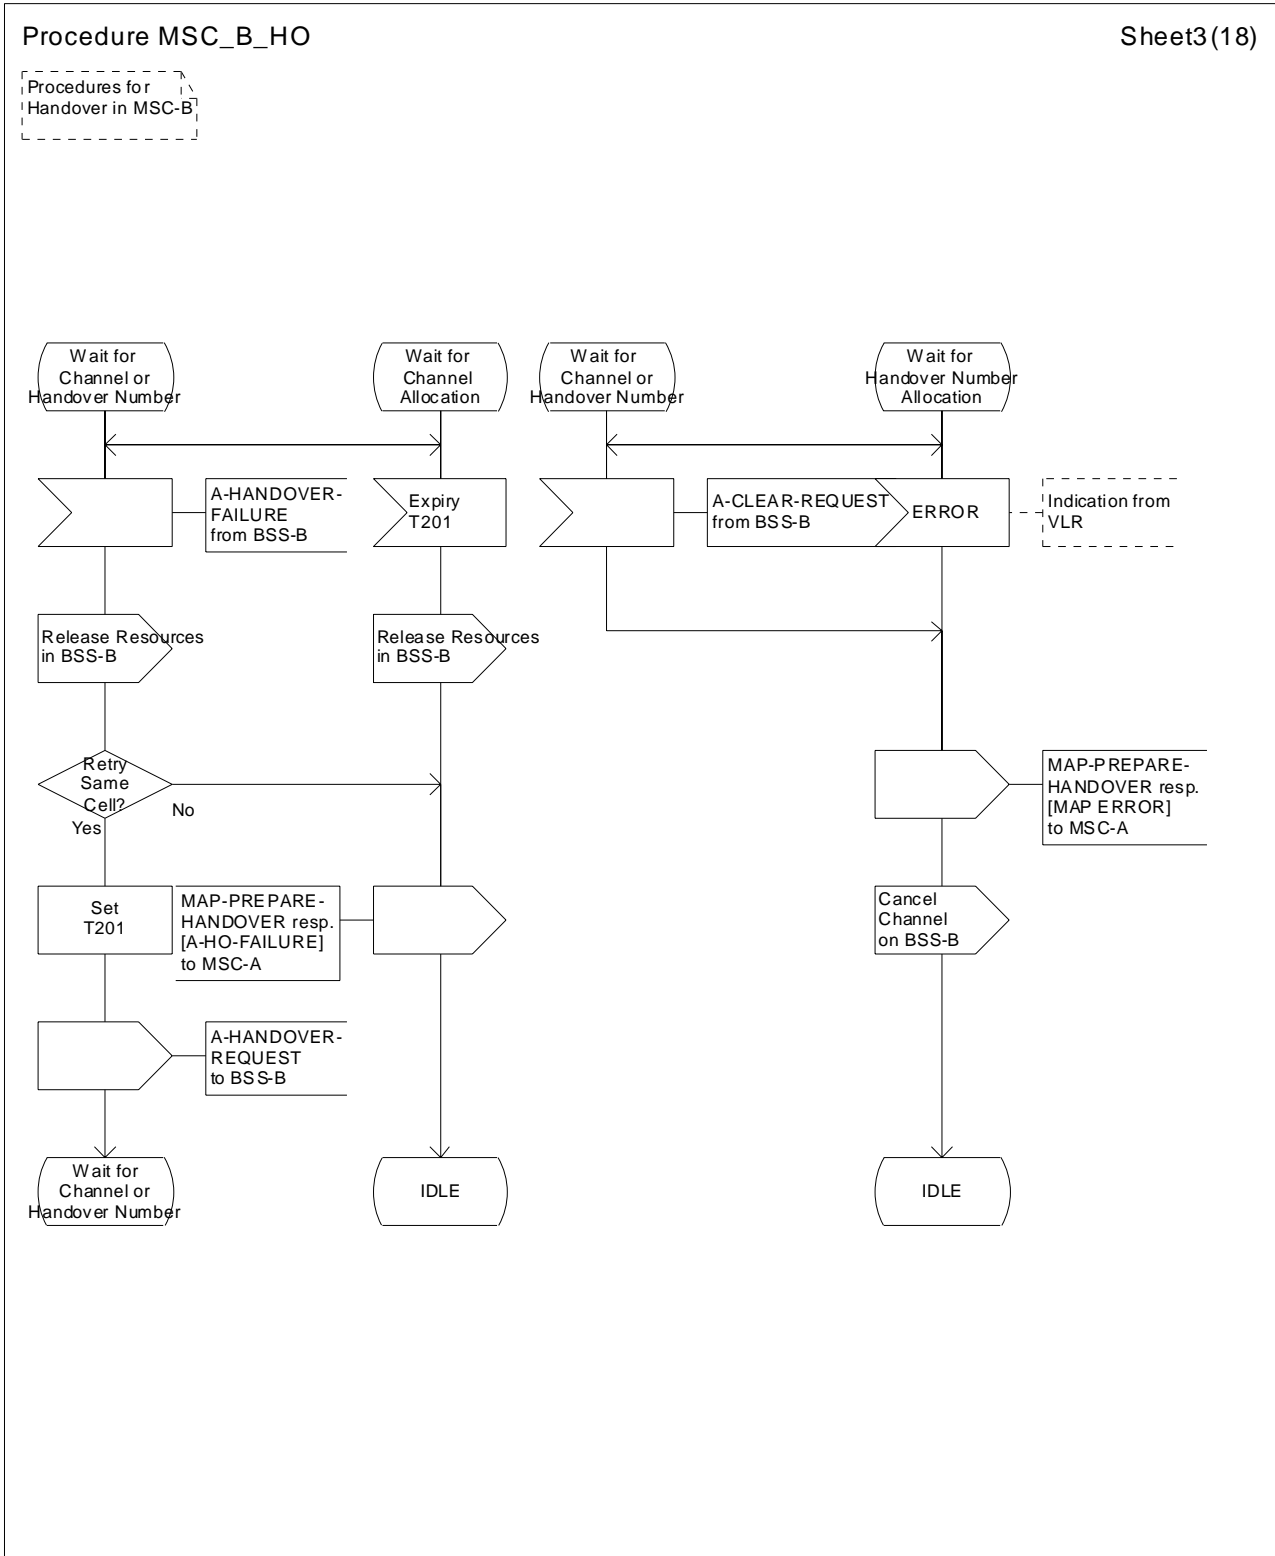 Procedure MSC_B_HO
Sheet3(18)
Procedures for
Handover in MSC-B
Wait for
Channel or
Handover Number
Wait for
Channel
Allocation
Wait for
Channel or
Handover Number
Wait for
Handover Number
Allocation
A-HANDOVER-
FAILURE
from BSS-B
Expiry
T201
A-CLEAR-REQUEST
from BSS-B
ERROR
Indication from
VLR
Release Resources
in BSS-B
Release Resources
in BSS-B
Retry
Same
Cell?
No
Yes
MAP-PREPARE-
HANDOVER resp.
[MAP ERROR]
to MSC-A
Set
T201
MAP-PREPARE-
HANDOVER resp.
[A-HO-FAILURE]
to MSC-A
Cancel
Channel
on BSS-B
A-HANDOVER-
REQUEST
to BSS-B
Wait for
Channel or
Handover Number
IDLE
IDLE